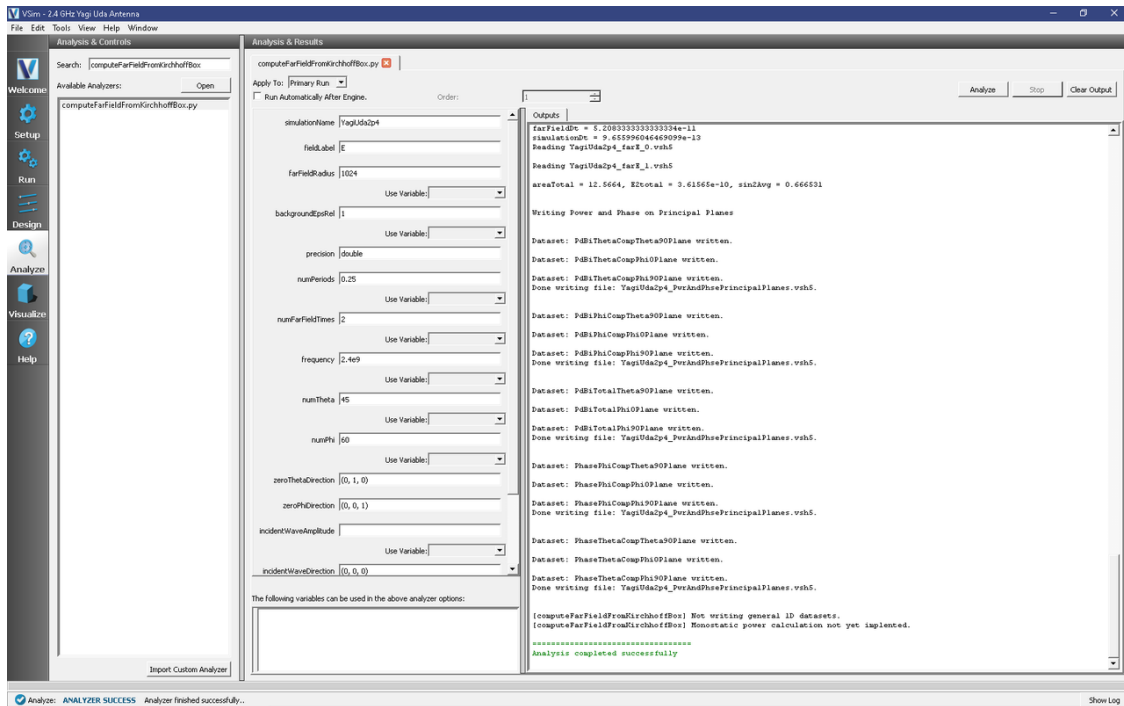 VSim - 2.4 GHz Yagi Uda Antenna
File Edit Tools View Help Window
Analysis & Controls
Analysis & Results
Welcome
Setup
Run
Design
Analyze
Visualize
Help
Search: computeFarFieldFromKirchhoffBox
Available Analyzers: Open
computeFarFieldFromKirchhoffBox.py
Import Custom Analyzer
computeFarFieldFromKirchhoffBox.py
Apply To: Primary Run
Run Automatically After Engine. Order: 1
Analyze Stop Clear Output
simulationName YagiUda2p4
fieldLabel E
farFieldRadius 1024
Use Variable:
backgroundEpsRel 1
Use Variable:
precision double
numPeriods 0.25
Use Variable:
numFarFieldTimes 2
Use Variable:
frequency 2.4e9
Use Variable:
numTheta 45
Use Variable:
numPhi 60
Use Variable:
zeroThetaDirection (0, 1, 0)
zeroPhiDirection (0, 0, 1)
incidentWaveAmplitude
Use Variable:
incidentWaveDirection (0, 0, 0)
The following variables can be used in the above analyzer options:
Outputs
farFieldDt = 5.2083333333333334e-11
simulationDt = 9.655996046469099e-13
Reading YagiUda2p4_farE_0.vsh5
Reading YagiUda2p4_farE_1.vsh5
areaTotal = 12.5664, E2total = 3.61565e-10, sin2Avg = 0.666531
Writing Power and Phase on Principal Planes
Dataset: PdBiThetaCompTheta90Plane written.
Dataset: PdBiThetaCompPhi0Plane written.
Dataset: PdBiThetaCompPhi90Plane written.
Done writing file: YagiUda2p4_PwrAndPhsePrincipalPlanes.vsh5.
Dataset: PdBiPhiCompTheta90Plane written.
Dataset: PdBiPhiCompPhi0Plane written.
Dataset: PdBiPhiCompPhi90Plane written.
Done writing file: YagiUda2p4_PwrAndPhsePrincipalPlanes.vsh5.
Dataset: PdBiTotalTheta90Plane written.
Dataset: PdBiTotalPhi0Plane written.
Dataset: PdBiTotalPhi90Plane written.
Done writing file: YagiUda2p4_PwrAndPhsePrincipalPlanes.vsh5.
Dataset: PhasePhiCompTheta90Plane written.
Dataset: PhasePhiCompPhi0Plane written.
Dataset: PhasePhiCompPhi90Plane written.
Done writing file: YagiUda2p4_PwrAndPhsePrincipalPlanes.vsh5.
Dataset: PhaseThetaCompTheta90Plane written.
Dataset: PhaseThetaCompPhi0Plane written.
Dataset: PhaseThetaCompPhi90Plane written.
Done writing file: YagiUda2p4_PwrAndPhsePrincipalPlanes.vsh5.
[computeFarFieldFromKirchhoffBox] Not writing general 1D datasets.
[computeFarFieldFromKirchhoffBox] Monostatic power calculation not yet implented.
==================================
Analysis completed successfully
Analyze: ANALYZER SUCCESS Analyzer finished successfully..
Show Log